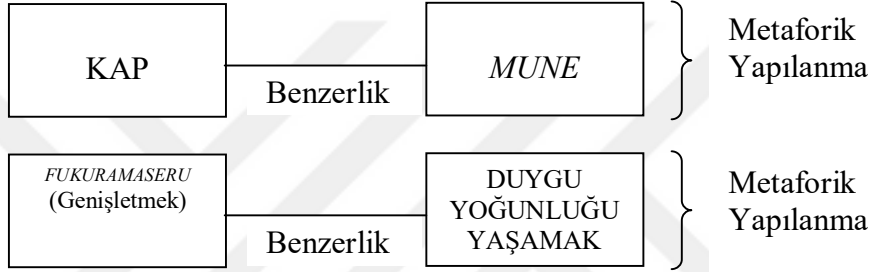 KAP
Benzerlik
MUNE
Metaforik
Yapılanma
FUKURAMASERU
(Genişletmek)
Benzerlik
DUYGU
YOĞUNLUĞU
YAŞAMAK
Metaforik
Yapılanma